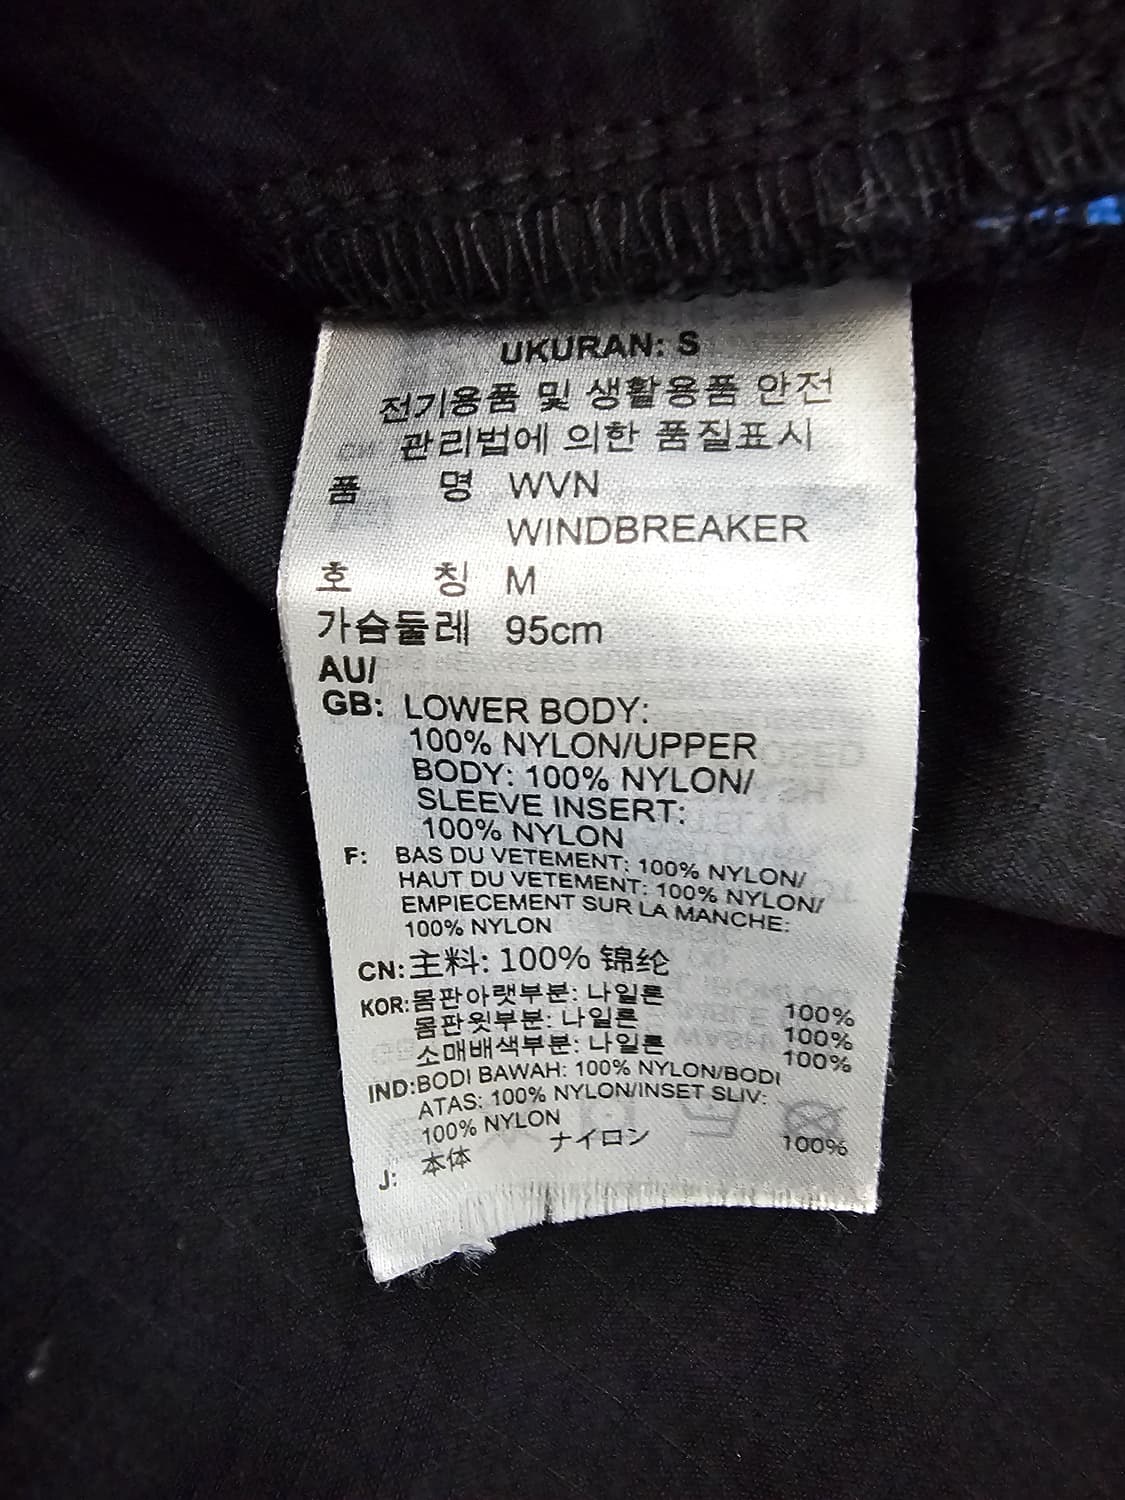 UKURAN: S
전기용품 및 생활용품 안전
관리법에 의한 품질표시
품 명 WVN
WINDBREAKER
호 칭 M
가슴둘레 95cm
AU/
GB: LOWER BODY:
100% NYLON/UPPER
BODY: 100% NYLON/
SLEEVE INSERT:
100% NYLON
F: BAS DU VETEMENT: 100% NYLON/
HAUT DU VETEMENT: 100% NYLON/
EMPIECEMENT SUR LA MANCHE:
100% NYLON
CN: 主料: 100% 锦纶
KOR: 몸판아랫부분: 나일론 100%
몸판윗부분: 나일론 100%
소매배색부분: 나일론 100%
IND: BODI BAWAH: 100% NYLON/BODI
ATAS: 100% NYLON/INSET SLIV:
100% NYLON
J: 本体 ナイロン 100%